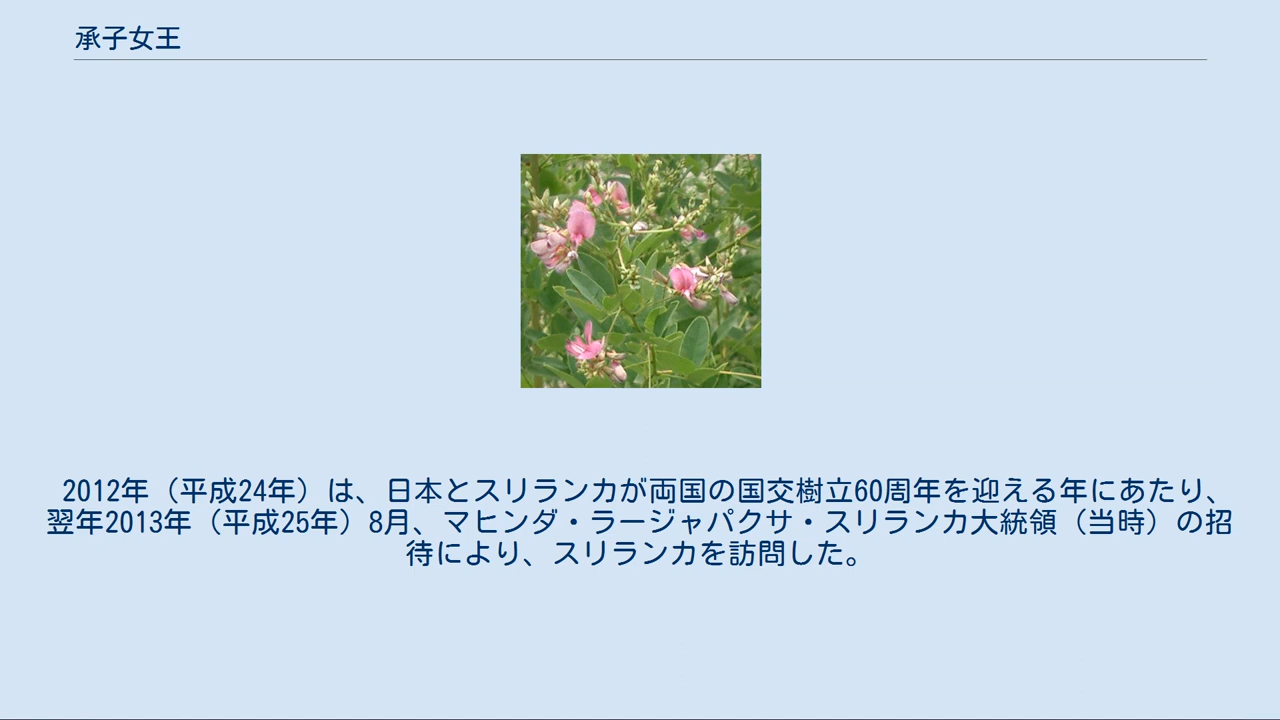 承子女王
2012年（平成24年）は、日本とスリランカが両国の国交樹立60周年を迎える年にあたり、
翌年2013年（平成25年）8月、マヒンダ・ラージャパクサ・スリランカ大統領（当時）の招
待により、スリランカを訪問した。